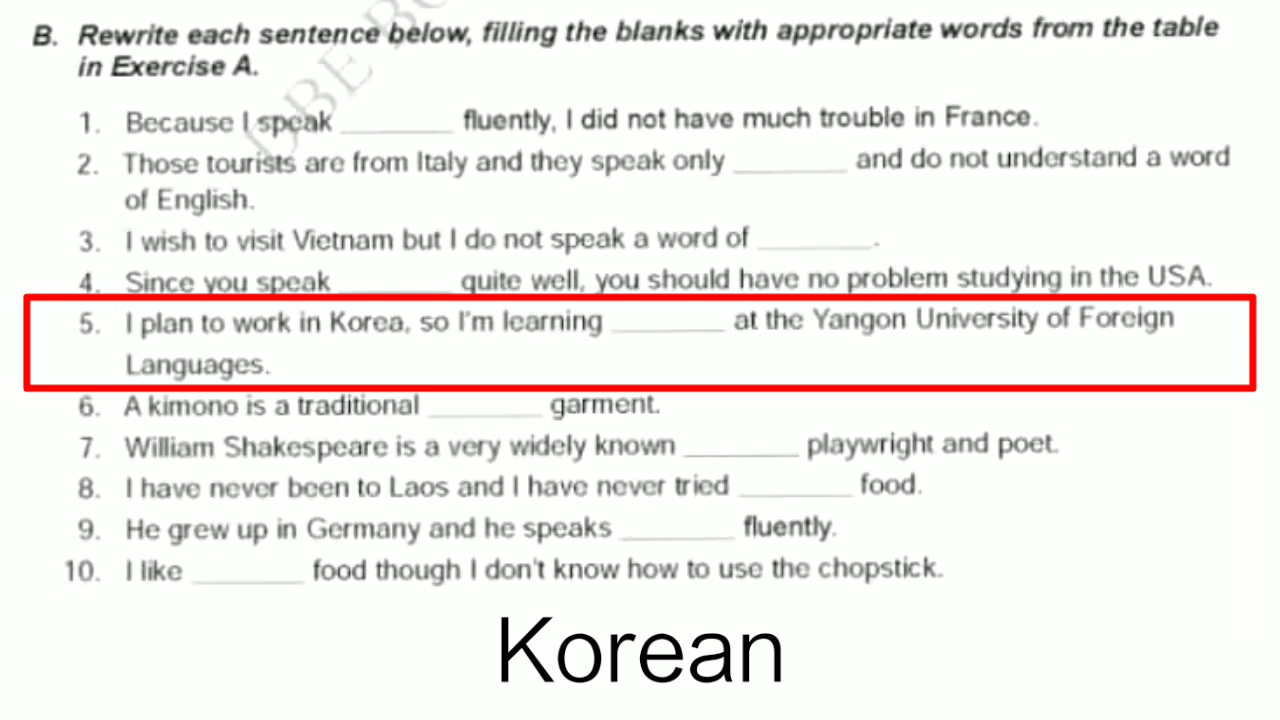 B. Rewrite each sentence below, filling the blanks with appropriate words from the table
in Exercise A.
1. Because I speak ________ fluently, I did not have much trouble in France.
2. Those tourists are from Italy and they speak only ________ and do not understand a word
of English.
3. I wish to visit Vietnam but I do not speak a word of ________.
4. Since you speak ________ quite well, you should have no problem studying in the USA.
5. I plan to work in Korea, so I'm learning ________ at the Yangon University of Foreign
Languages.
6. A kimono is a traditional ________ garment.
7. William Shakespeare is a very widely known ________ playwright and poet.
8. I have never been to Laos and I have never tried ________ food.
9. He grew up in Germany and he speaks ________ fluently.
10. I like ________ food though I don't know how to use the chopstick.
Korean